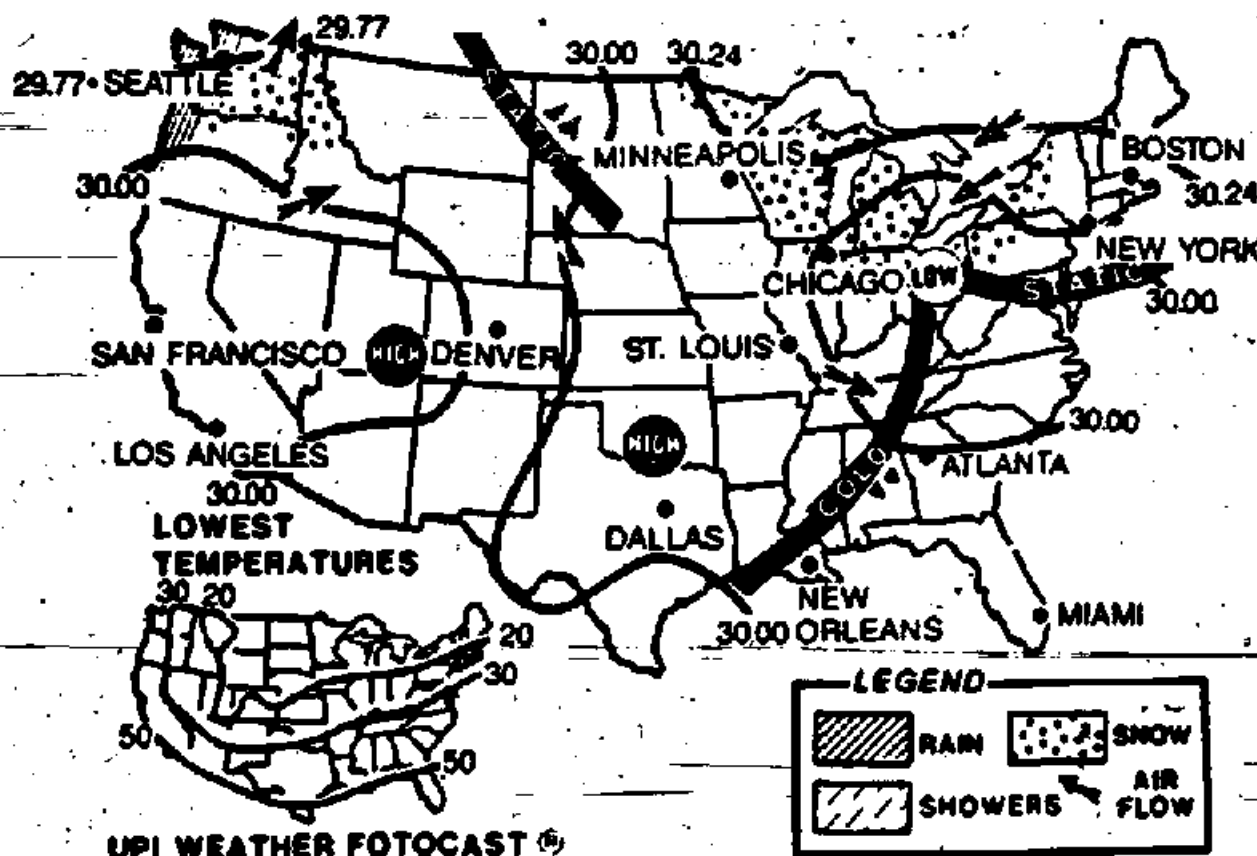 29.77
30.00
30.24
29.77 • SEATTLE
MINNEAPOLIS
BOSTON
30.24
30.00
NEW YORK
CHICAGO
LOW
30.00
SAN FRANCISCO
HIGH
DENVER
ST. LOUIS
30.00
LOS ANGELES
HIGH
ATLANTA
COLD
30.00
DALLAS
LOWEST
TEMPERATURES
NEW
ORLEANS
30.00
MIAMI
30 20
20
30
50
50
LEGEND
RAIN
SNOW
SHOWERS
AIR
FLOW
UPI WEATHER FOTOCAST ®